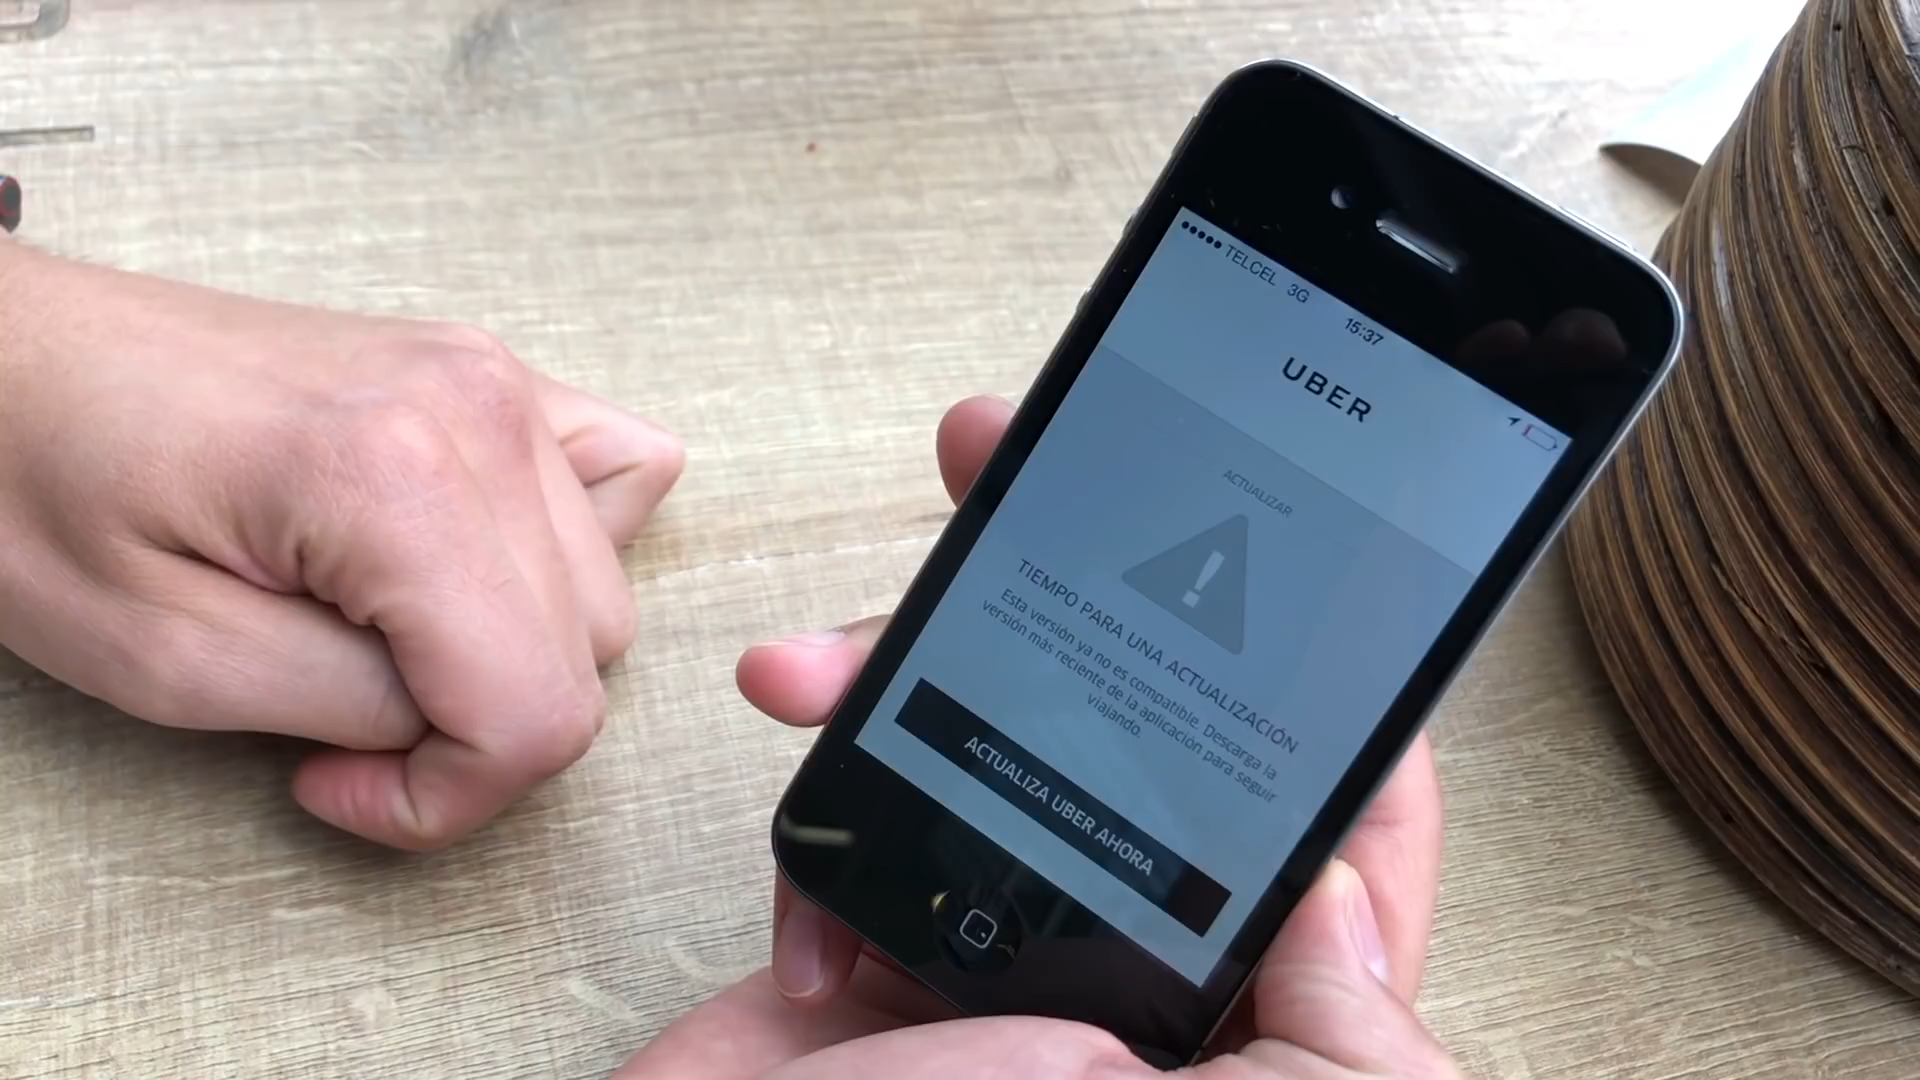 TELCEL 3G
15:37
UBER
ACTUALIZAR
!
TIEMPO PARA UNA ACTUALIZACIÓN
Esta versión ya no es compatible. Descarga la
versión más reciente de la aplicación para seguir
viajando.
ACTUALIZA UBER AHORA